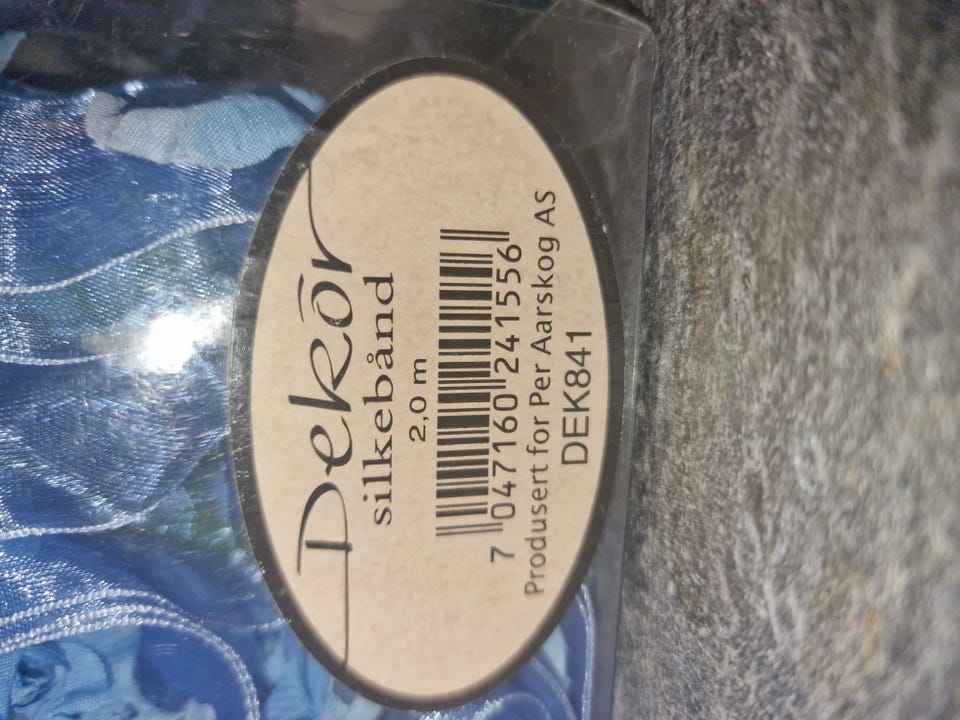 Dekōr
silkebånd
2,0 m
7 047160 241556
Produsert for Per Aarskog AS
DEK841